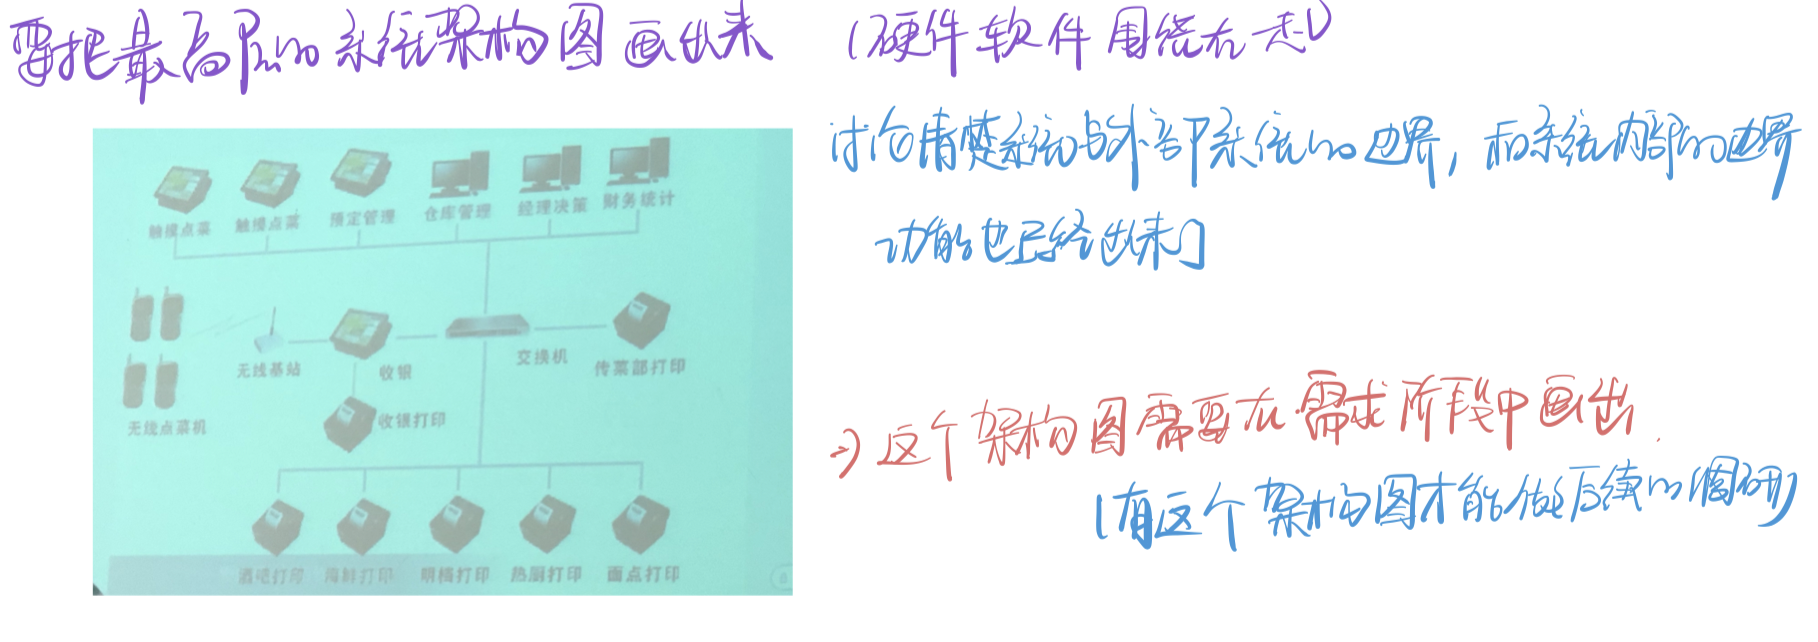 要把最高层的系统架构图画出来 (硬件软件围绕在一起)
讨论清楚系统与外部系统的边界，和系统内部的边界
功能也已经出来了
触摸点菜 触摸点菜 预定管理 仓库管理 经理决策 财务统计
无线基站 收银 交换机 传菜部打印
无线点菜机 收银打印
=) 这个架构图需要在需求阶段中画出.
(有这个架构图才能做后续的调研)
酒吧打印 海鲜打印 明档打印 热厨打印 面点打印